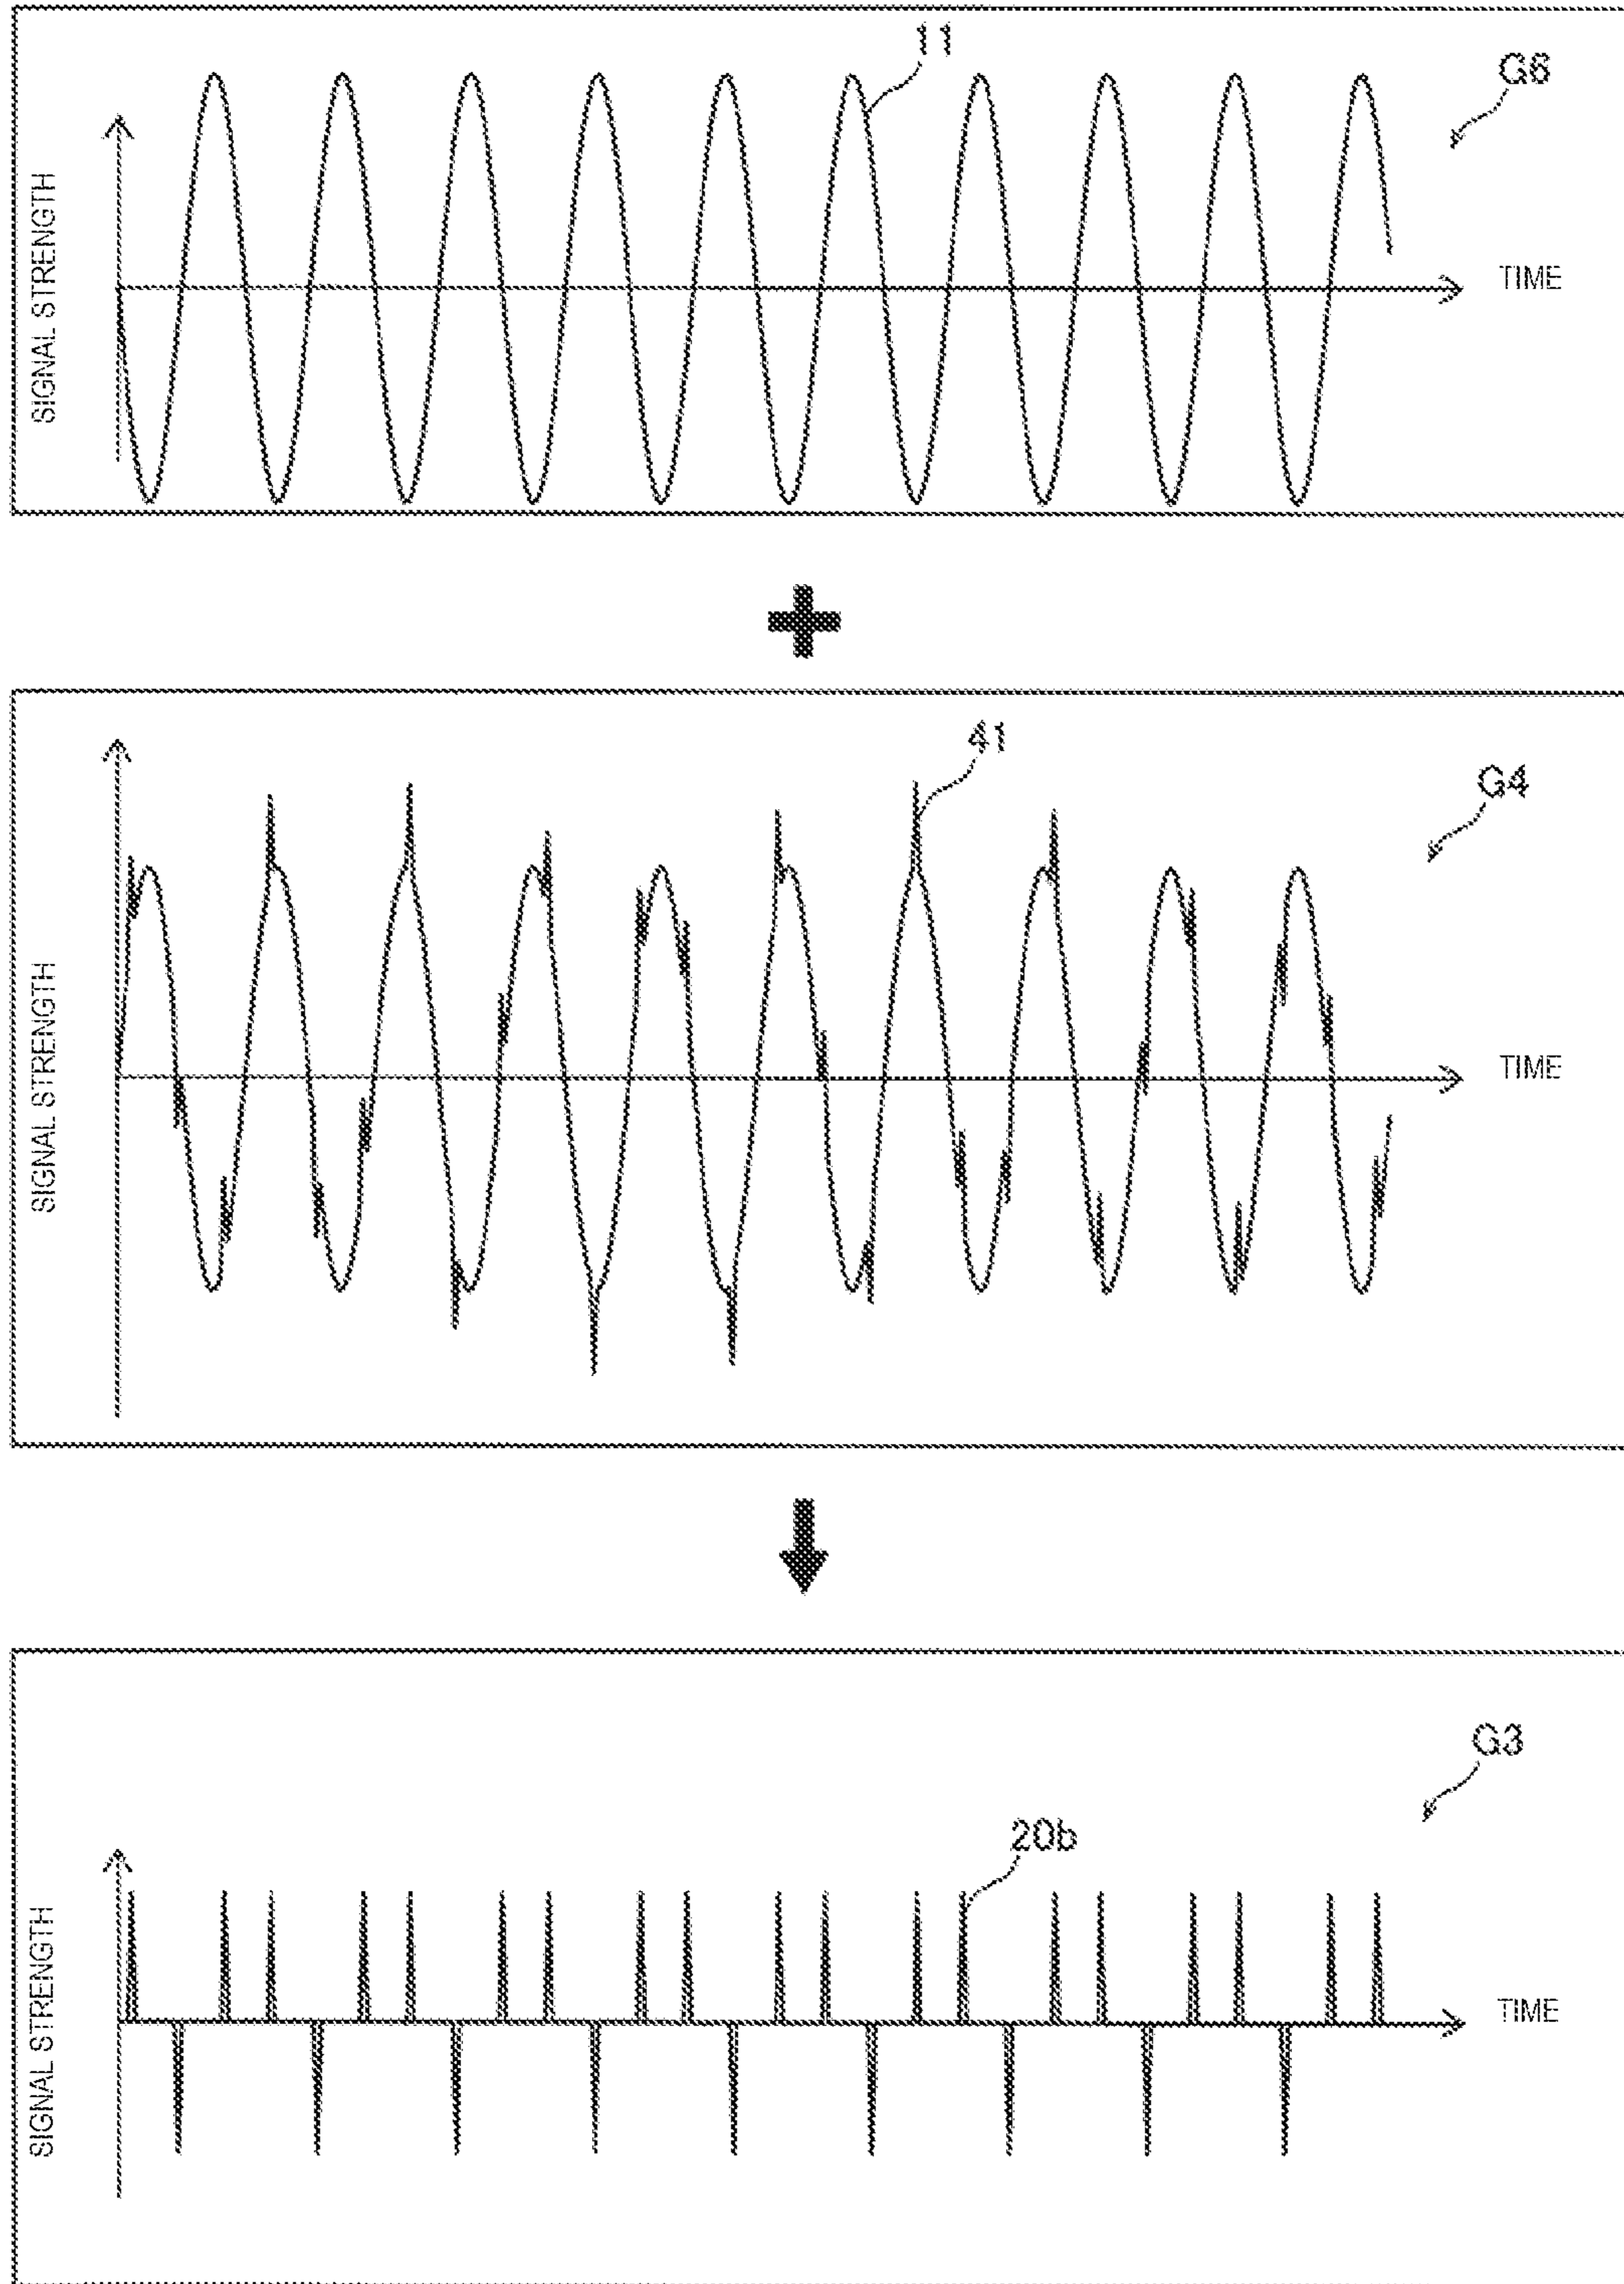 11
G6
SIGNAL STRENGTH
TIME
41
G4
SIGNAL STRENGTH
TIME
G3
20b
SIGNAL STRENGTH
TIME